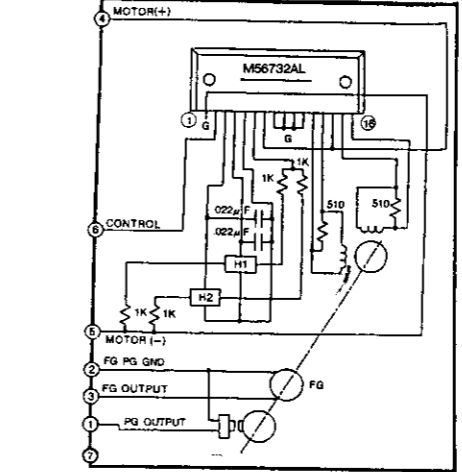 4 MOTOR(+)
M56732AL
1 G G 16
1K 1K
510 510
.022μF
6 CONTROL
.022μF
H1
H2
1K 1K
5
MOTOR (-)
2 FG PG GND
3 FG OUTPUT FG
1 PG OUTPUT
7